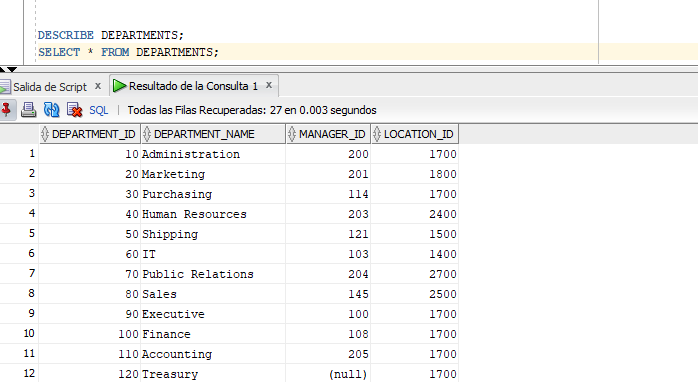 DESCRIBE DEPARTMENTS;
SELECT * FROM DEPARTMENTS;
Salida de Script x Resultado de la Consulta 1 x
SQL | Todas las Filas Recuperadas: 27 en 0.003 segundos
DEPARTMENT_ID DEPARTMENT_NAME MANAGER_ID LOCATION_ID
1 10 Administration 200 1700
2 20 Marketing 201 1800
3 30 Purchasing 114 1700
4 40 Human Resources 203 2400
5 50 Shipping 121 1500
6 60 IT 103 1400
7 70 Public Relations 204 2700
8 80 Sales 145 2500
9 90 Executive 100 1700
10 100 Finance 108 1700
11 110 Accounting 205 1700
12 120 Treasury (null) 1700